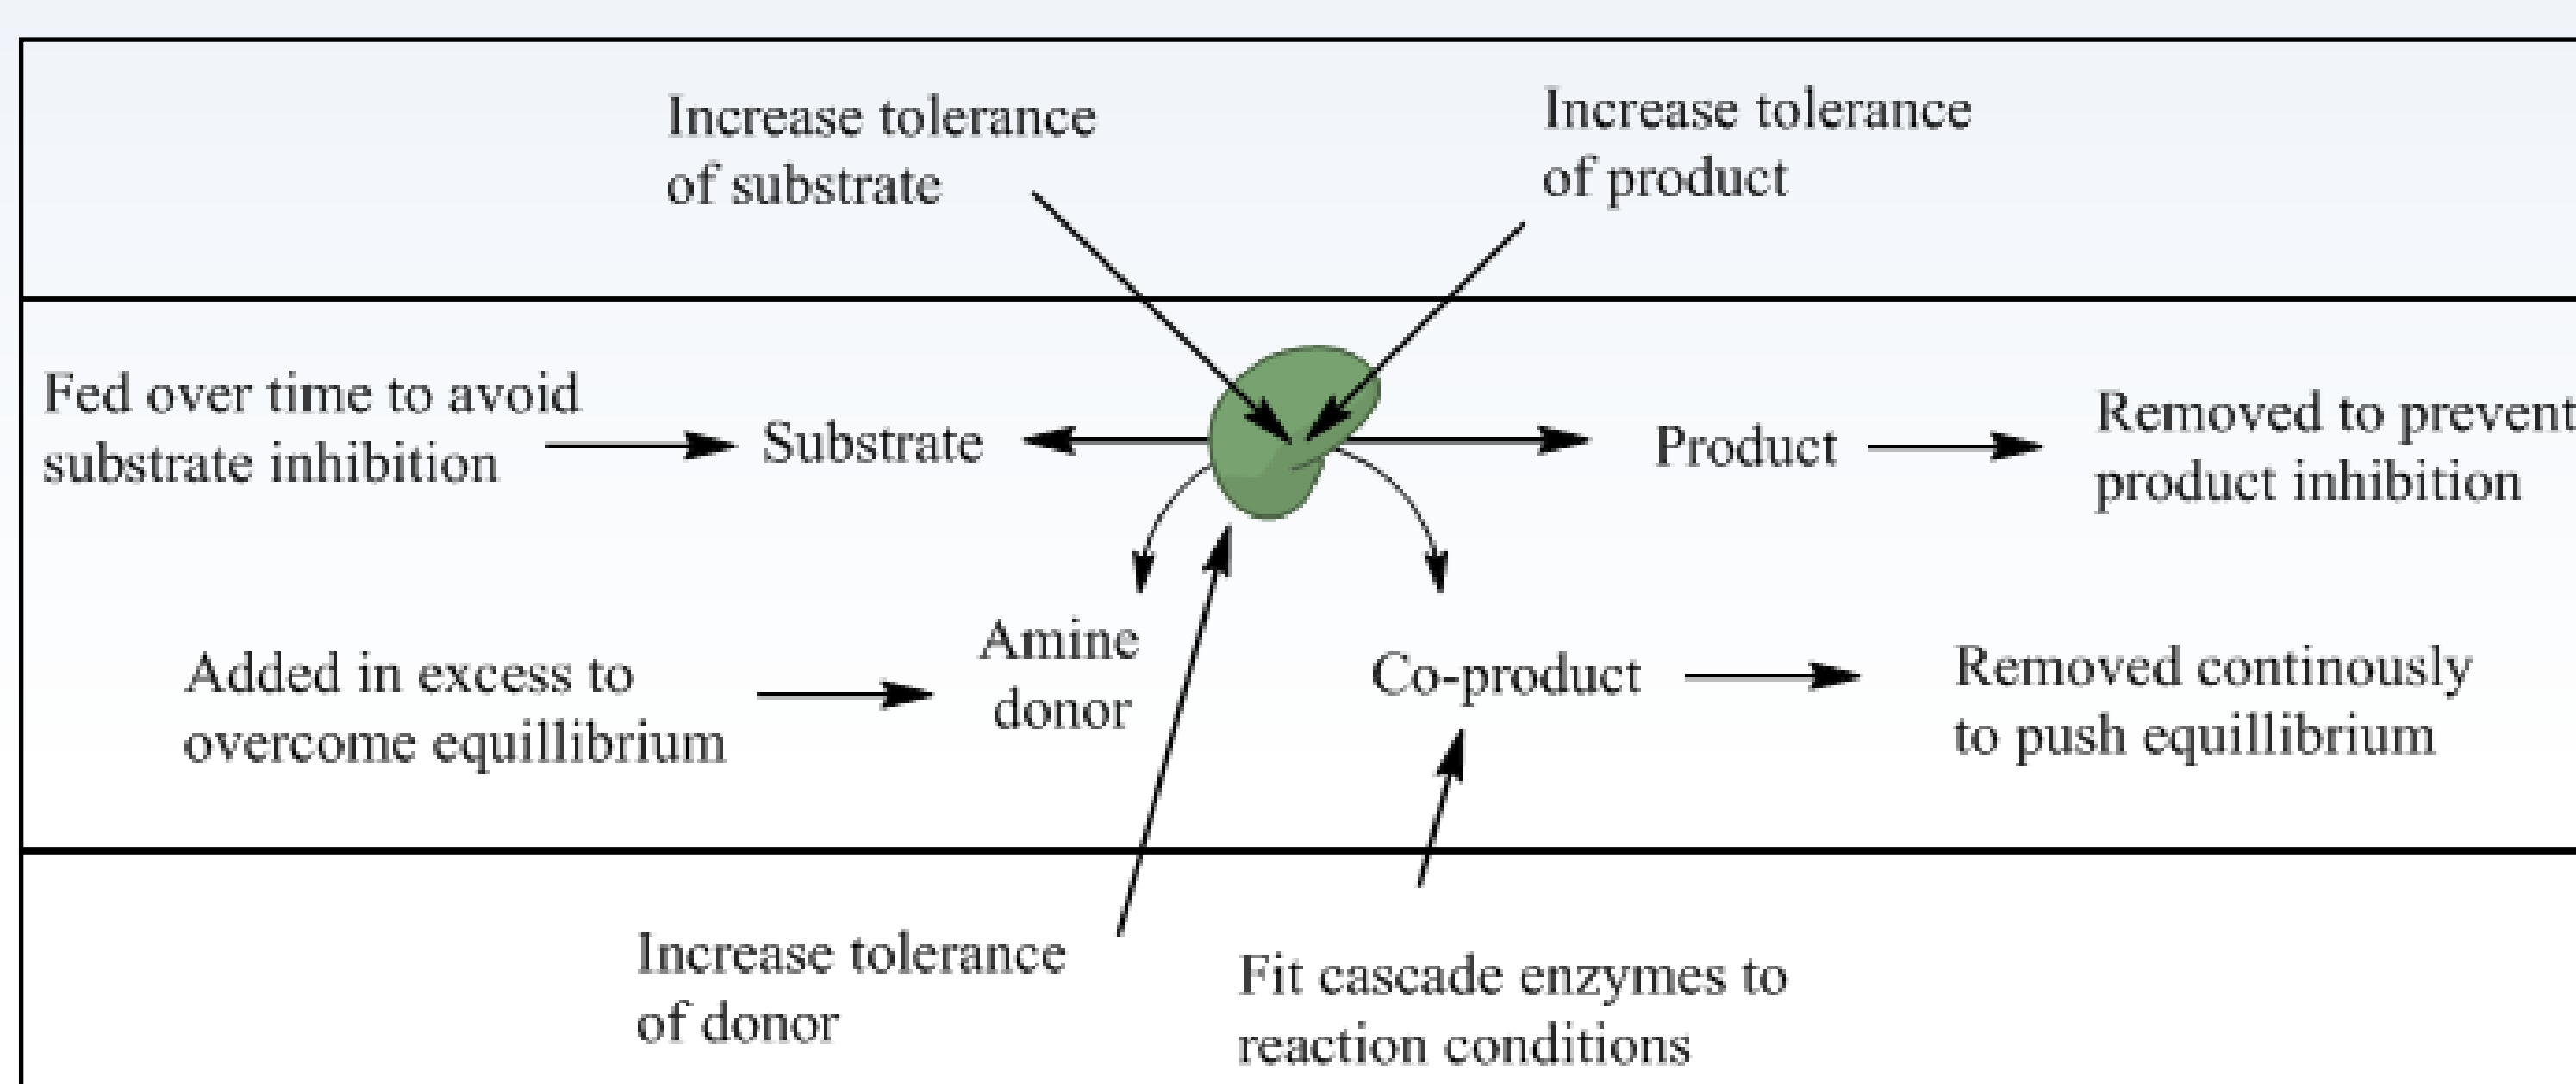 Increase tolerance
of substrate
Increase tolerance
of product
Fed over time to avoid
substrate inhibition
Substrate
Product
Removed to prevent
product inhibition
Added in excess to
overcome equillibrium
Amine
donor
Co-product
Removed continously
to push equillibrium
Increase tolerance
of donor
Fit cascade enzymes to
reaction conditions